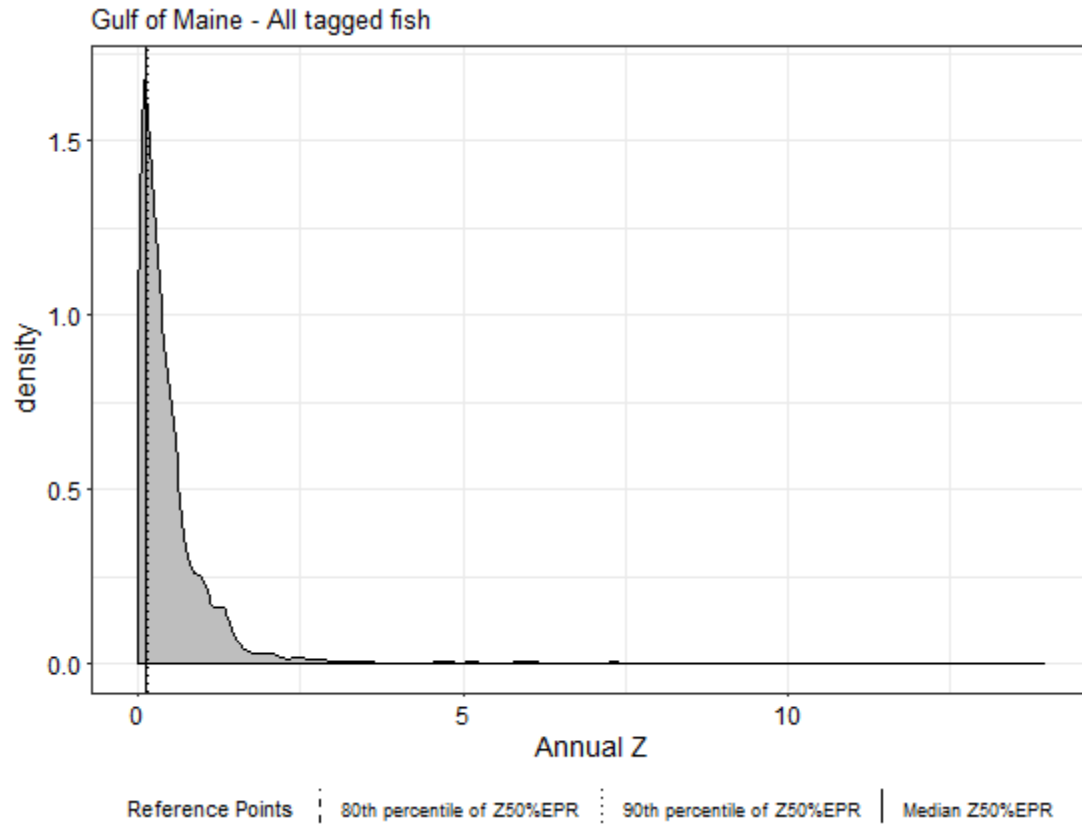 Gulf of Maine - All tagged fish
1.5
1.0
0.5
0.0
density
0 5 10
Annual Z
Reference Points 80th percentile of Z50%EPR 90th percentile of Z50%EPR Median Z50%EPR